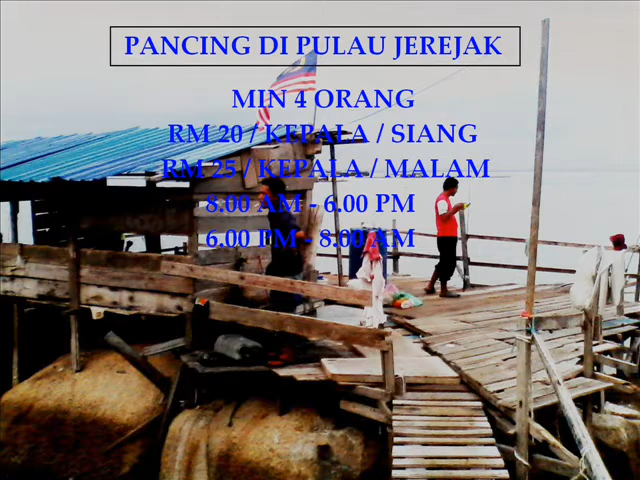 PANCING DI PULAU JEREJAK
MIN 4 ORANG
RM 20 / KEPALA / SIANG
RM 25 / KEPALA / MALAM
8.00 AM - 6.00 PM
6.00 PM - 8.00 AM